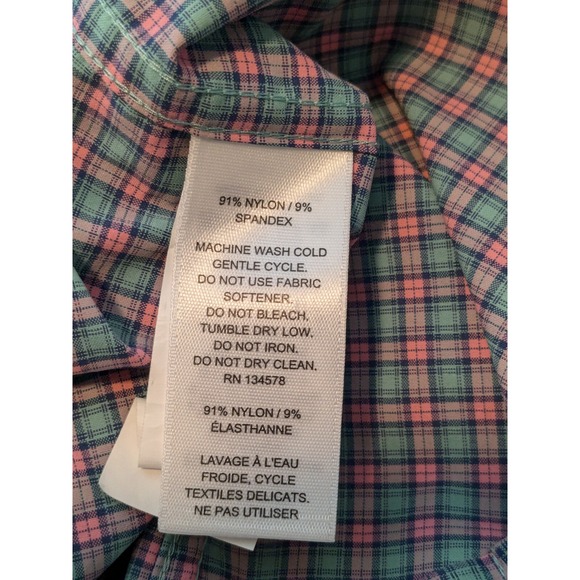 91% NYLON / 9%
SPANDEX
MACHINE WASH COLD
GENTLE CYCLE.
DO NOT USE FABRIC
SOFTENER.
DO NOT BLEACH.
TUMBLE DRY LOW.
DO NOT IRON.
DO NOT DRY CLEAN.
RN 134578
91% NYLON / 9%
ÉLASTHANNE
LAVAGE À L'EAU
FROIDE, CYCLE
TEXTILES DELICATS.
NE PAS UTILISER